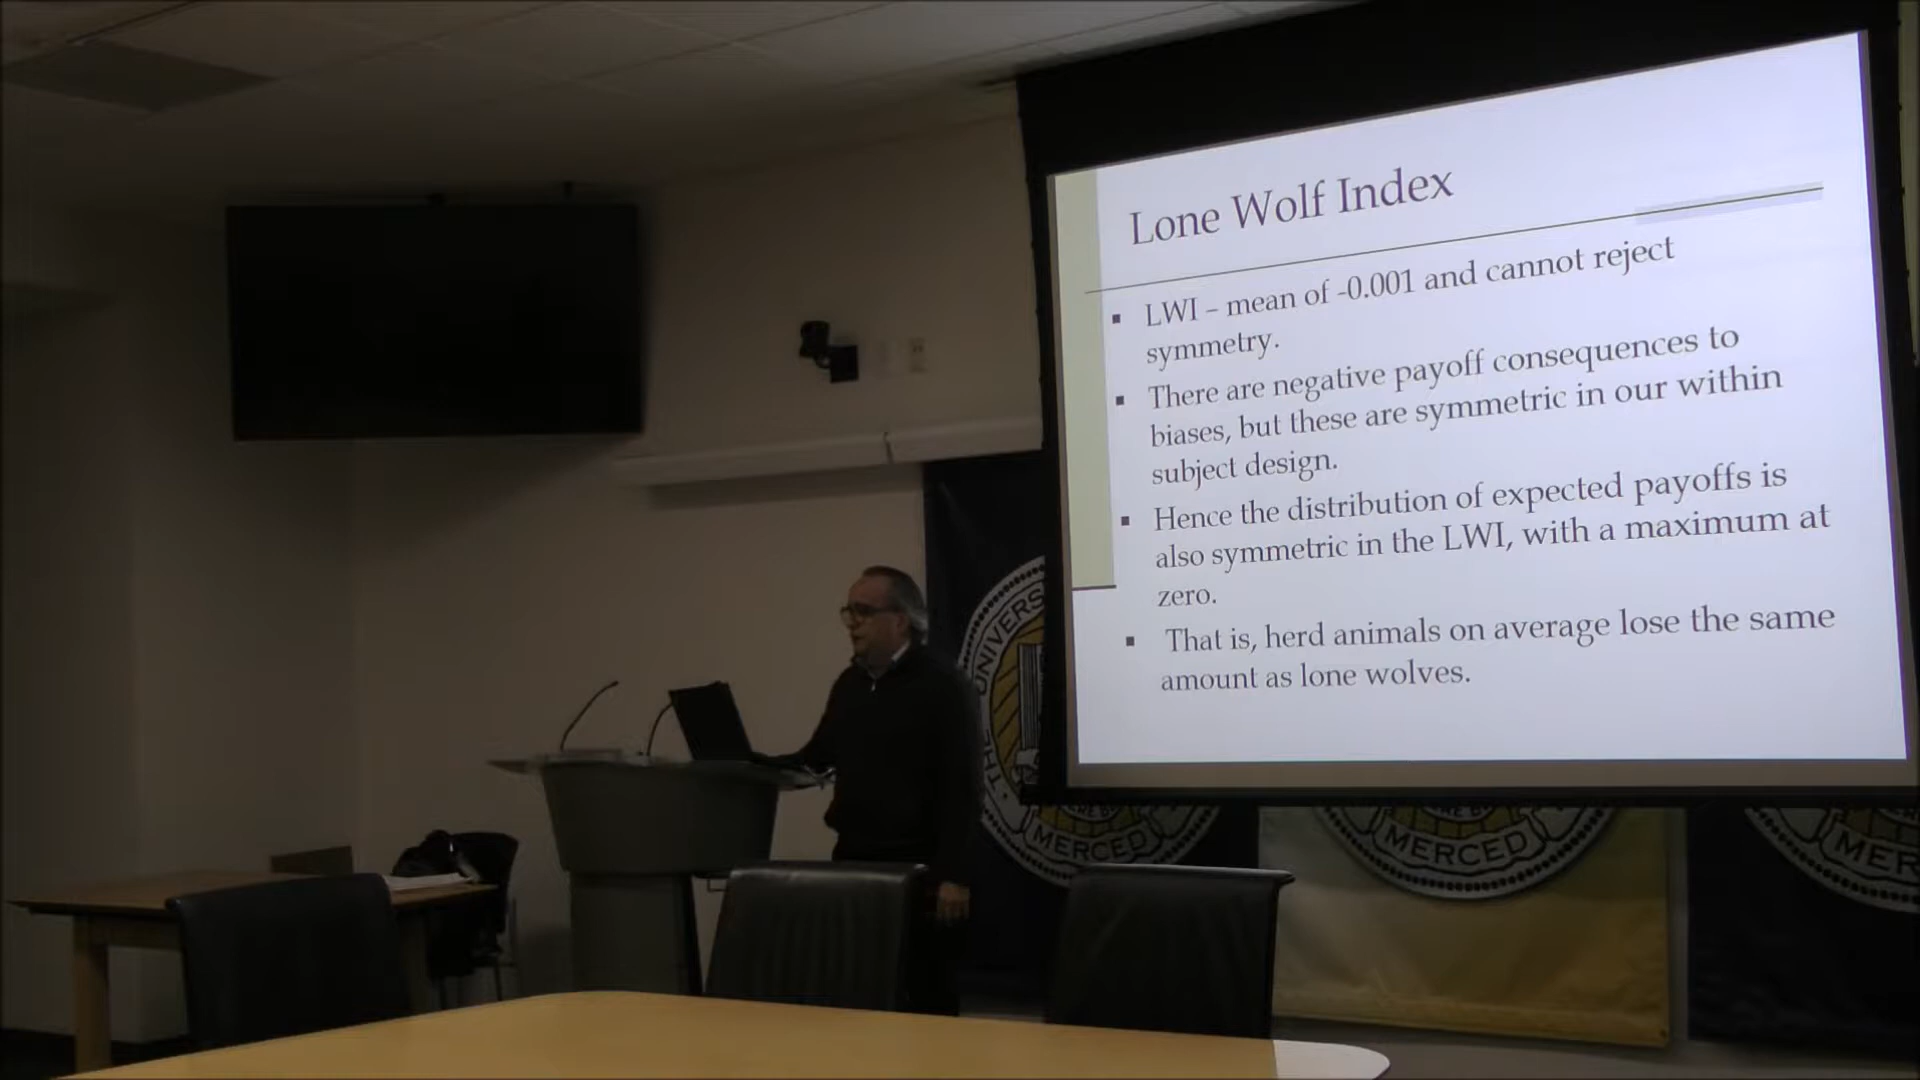 Lone Wolf Index
▪ LWI – mean of -0.001 and cannot reject
symmetry.
▪ There are negative payoff consequences to
biases, but these are symmetric in our within
subject design.
▪ Hence the distribution of expected payoffs is
also symmetric in the LWI, with a maximum at
zero.
▪ That is, herd animals on average lose the same
amount as lone wolves.
THE UNIVERS
MERCED
MERCED
MER